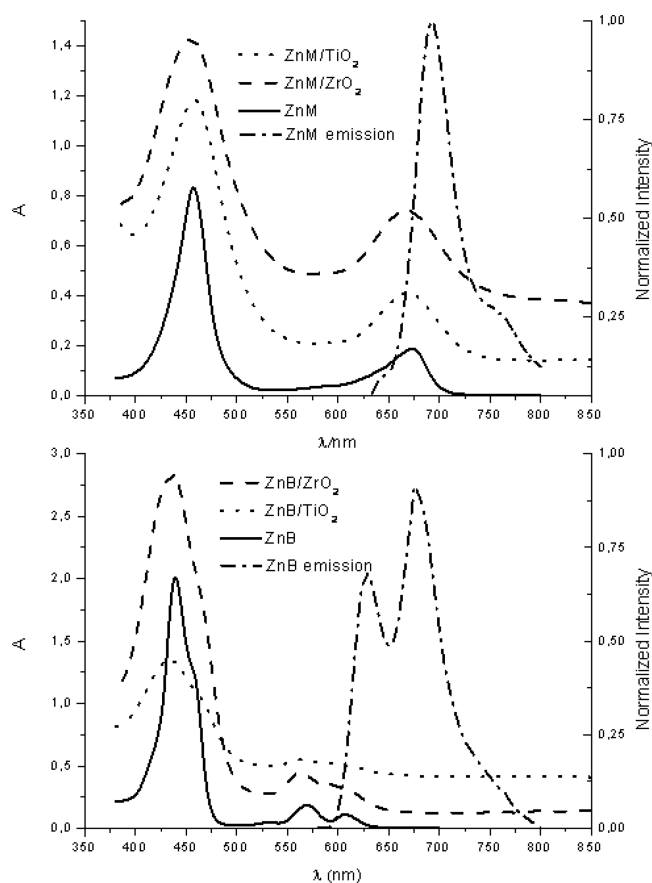 1,4
1,2
1,0
0,8
0,6
0,4
0,2
0,0
A
ZnM/TiO₂
ZnM/ZrO₂
ZnM
ZnM emission
1,00
0,75
0,50
0,25
Normalized Intensity
350 400 450 500 550 600 650 700 750 800 850
λ/nm
3,0
2,5
2,0
1,5
1,0
0,5
0,0
A
ZnB/ZrO₂
ZnB/TiO₂
ZnB
ZnB emission
1,00
0,75
0,50
0,25
0,00
Normalized Intensity
350 400 450 500 550 600 650 700 750 800 850
λ (nm)